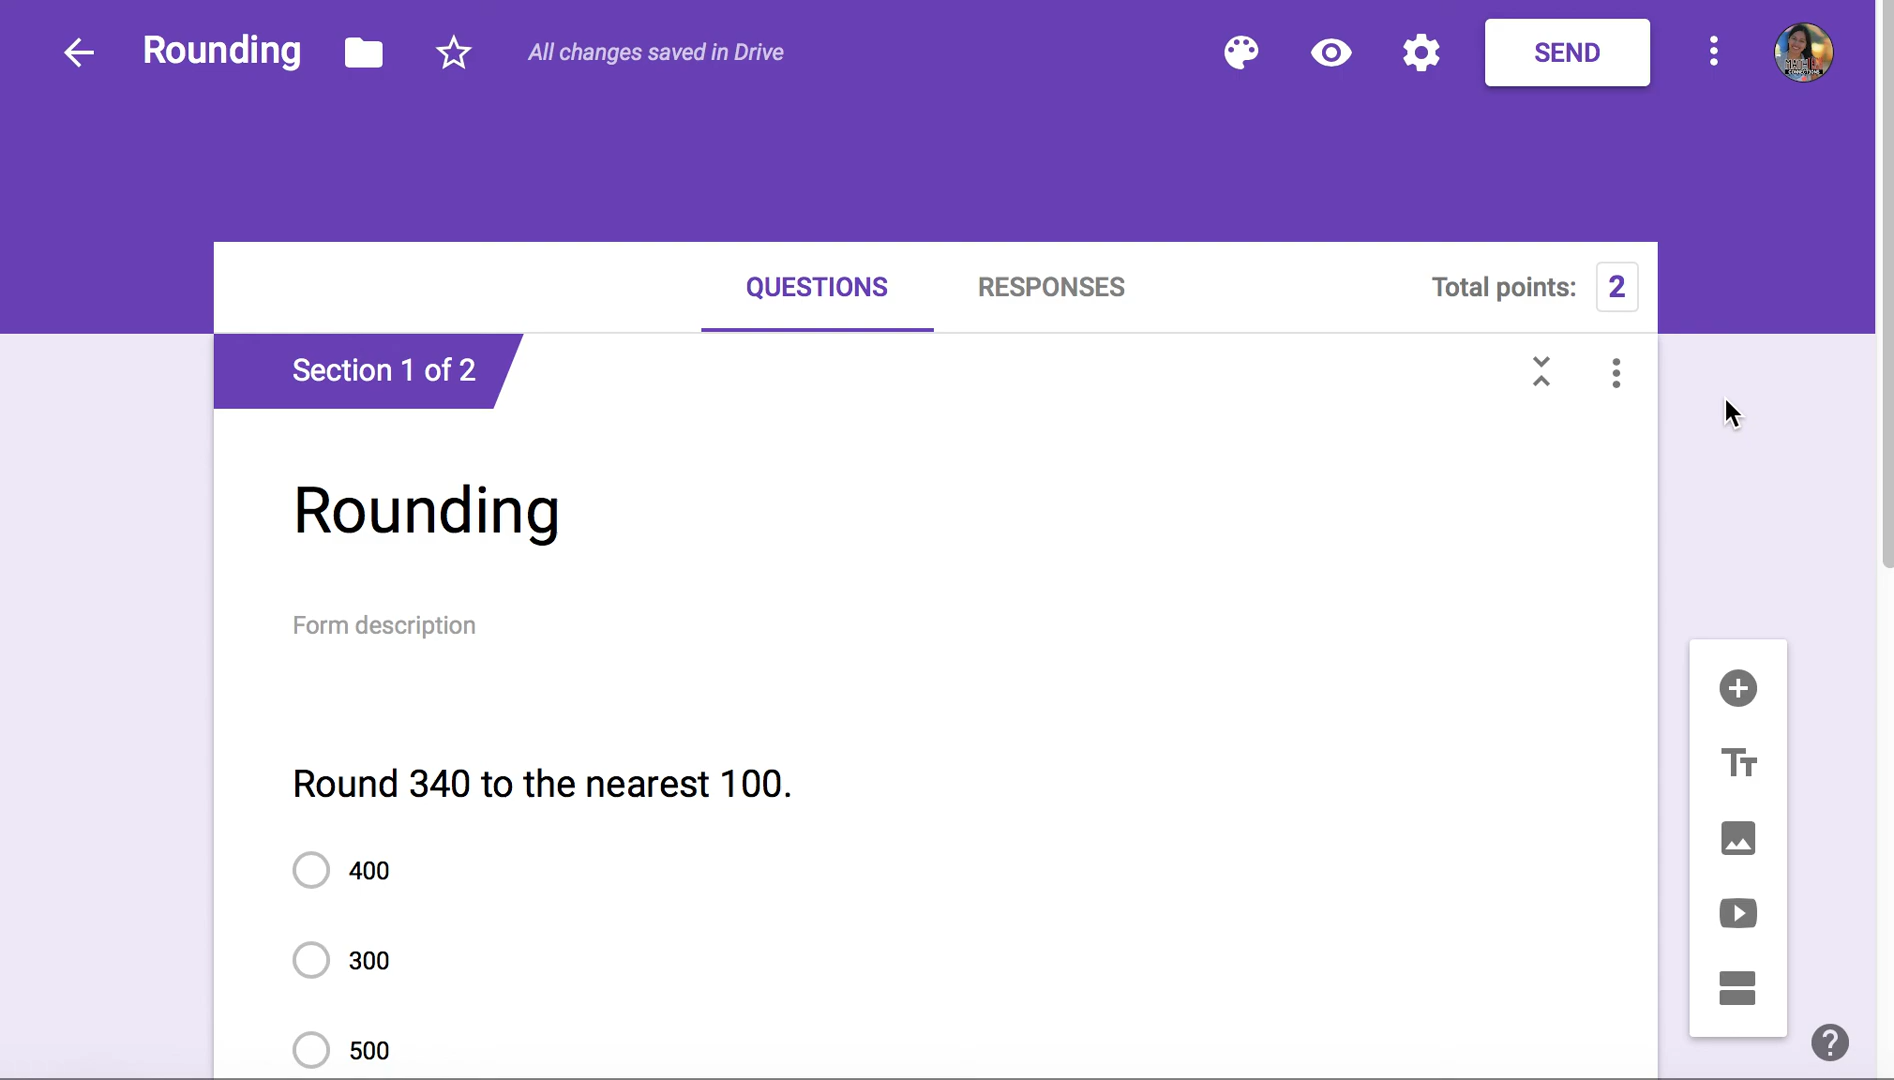 Rounding
All changes saved in Drive
SEND
QUESTIONS
RESPONSES
Total points: 2
Section 1 of 2
Rounding
Form description
Round 340 to the nearest 100.
400
300
500